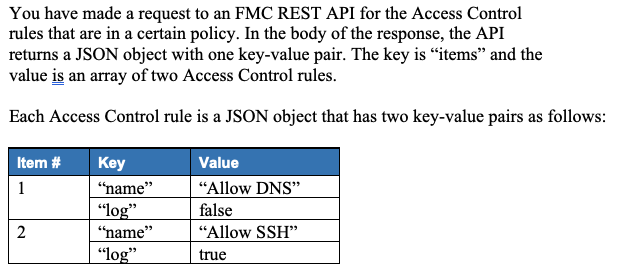 You have made a request to an FMC REST API for the Access Control
rules that are in a certain policy. In the body of the response, the API
returns a JSON object with one key-value pair. The key is “items” and the
value is an array of two Access Control rules.
Each Access Control rule is a JSON object that has two key-value pairs as follows:
Item # Key Value
1 “name” “Allow DNS”
“log” false
2 “name” “Allow SSH”
“log” true